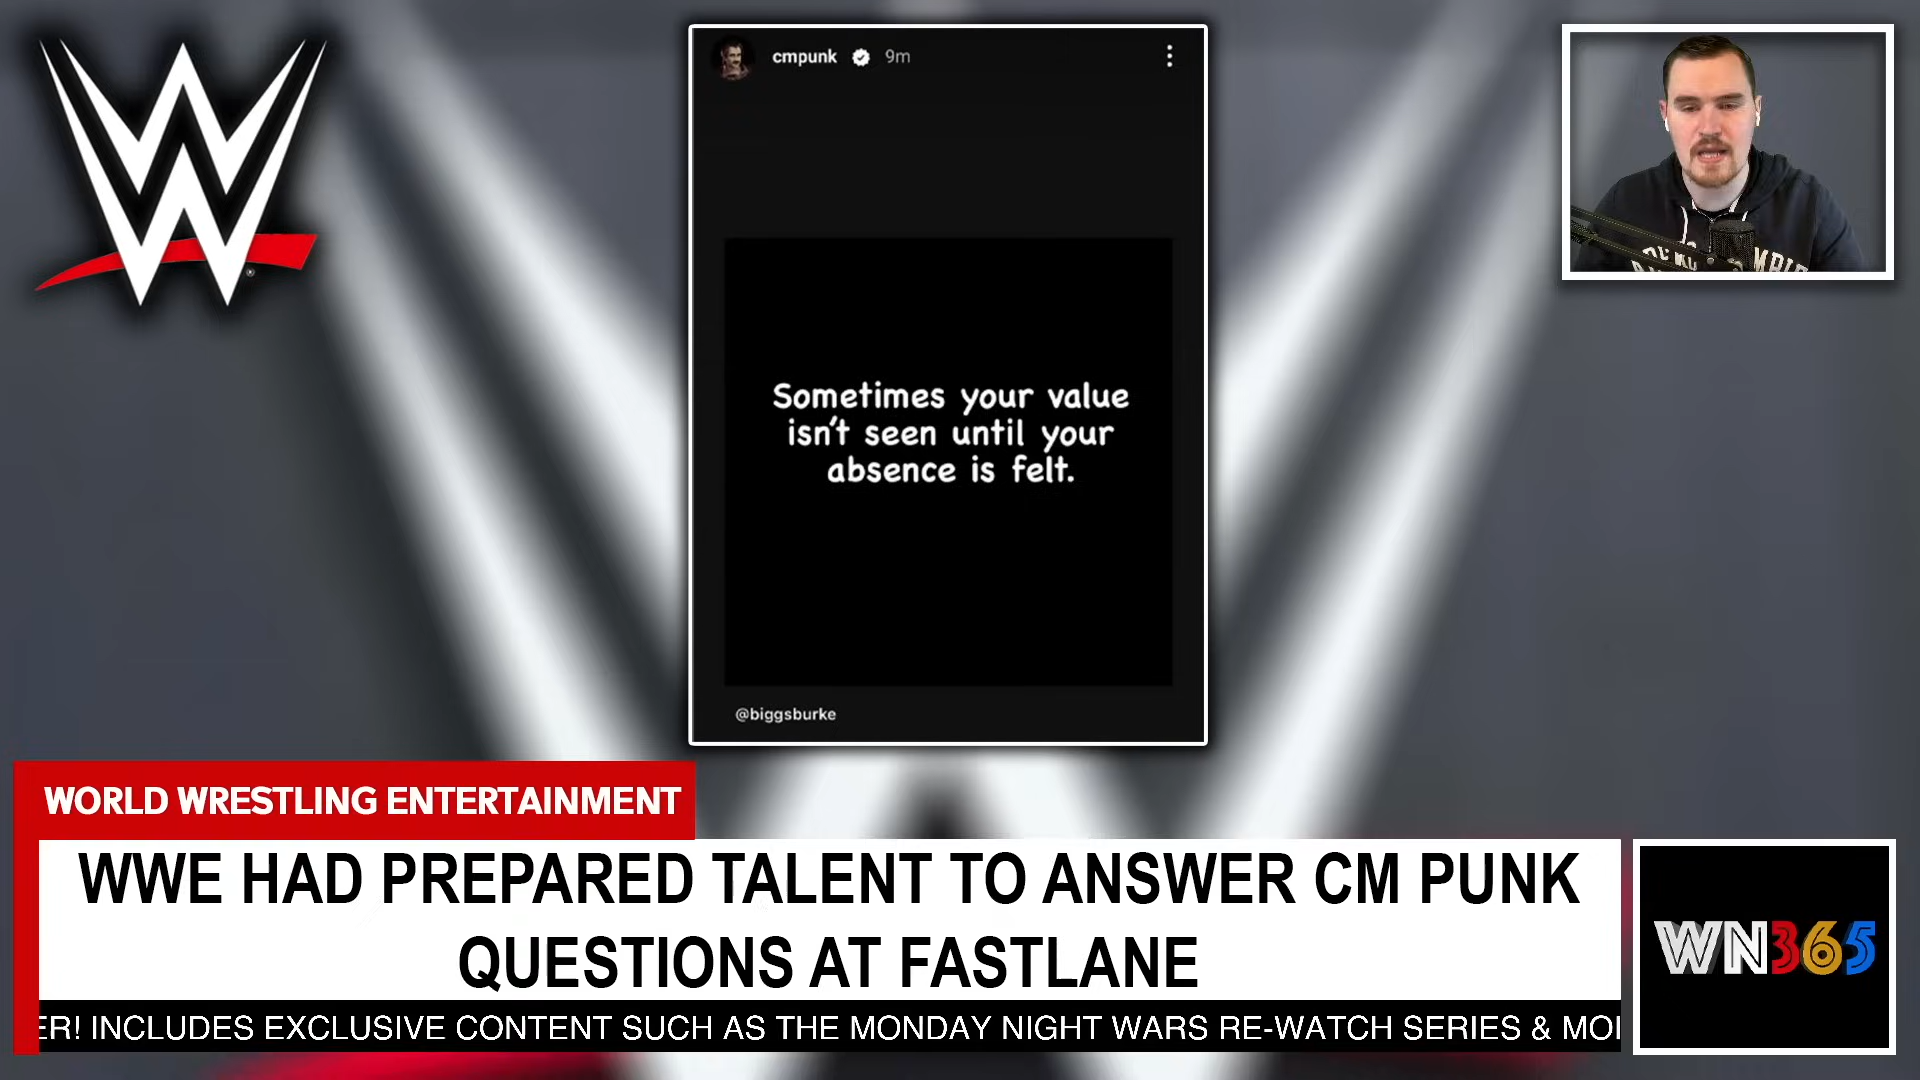 cmpunk 9m
Sometimes your value
isn't seen until your
absence is felt.
@biggsburke
WORLD WRESTLING ENTERTAINMENT
WWE HAD PREPARED TALENT TO ANSWER CM PUNK
QUESTIONS AT FASTLANE
ER! INCLUDES EXCLUSIVE CONTENT SUCH AS THE MONDAY NIGHT WARS RE-WATCH SERIES & MO
WN365